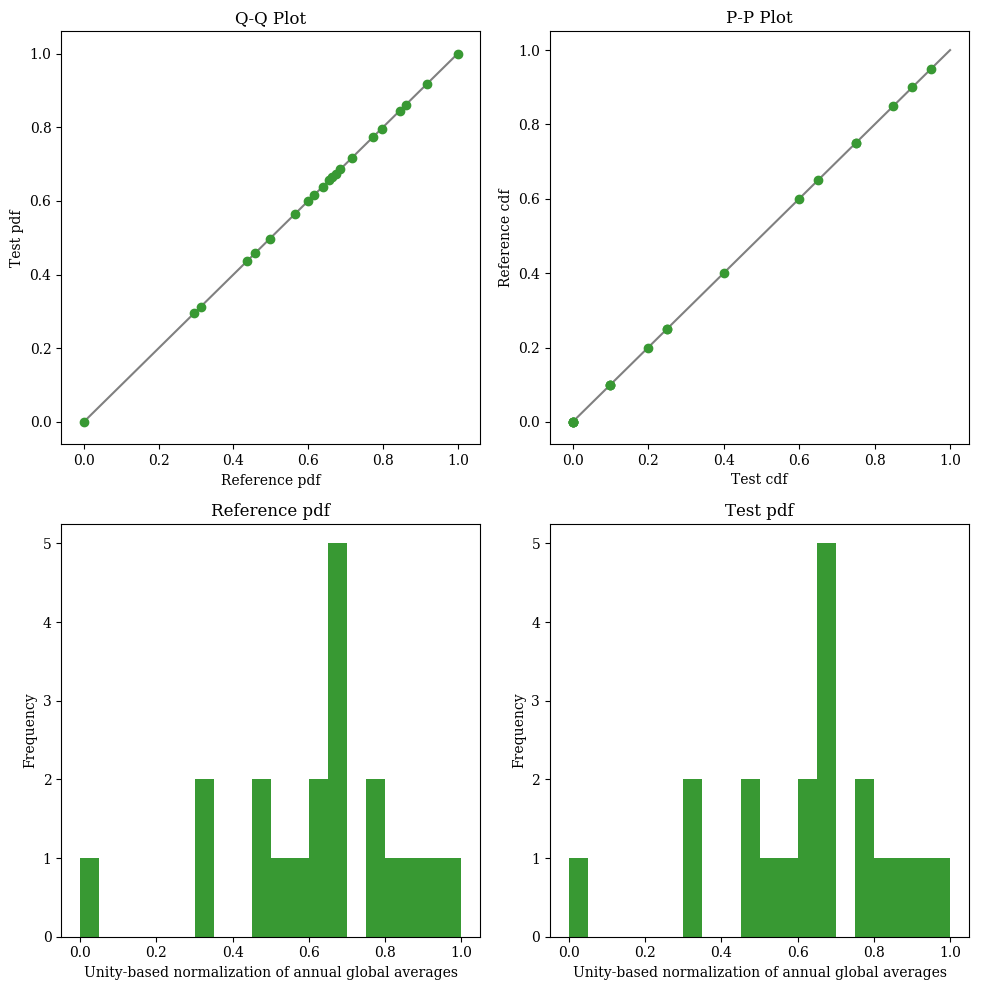 Q-Q Plot
1.0
0.8
0.6
0.4
0.2
0.0
Test pdf
0.0 0.2 0.4 0.6 0.8 1.0
Reference pdf
P-P Plot
1.0
0.8
0.6
0.4
0.2
0.0
Reference cdf
0.0 0.2 0.4 0.6 0.8 1.0
Test cdf
Reference pdf
5
4
3
2
1
0
Frequency
0.0 0.2 0.4 0.6 0.8 1.0
Unity-based normalization of annual global averages
Test pdf
5
4
3
2
1
0
Frequency
0.0 0.2 0.4 0.6 0.8 1.0
Unity-based normalization of annual global averages